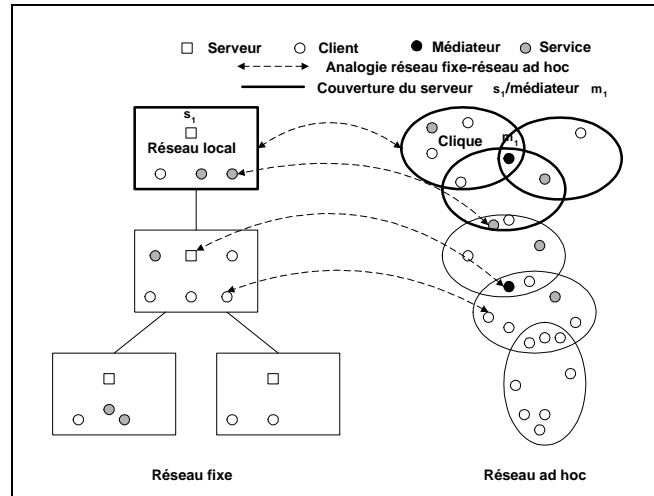 Serveur Client Médiateur Service
Analogie réseau fixe-réseau ad hoc
Couverture du serveur s1/médiateur m1
s1
Réseau local
Clique m1
Réseau fixe Réseau ad hoc